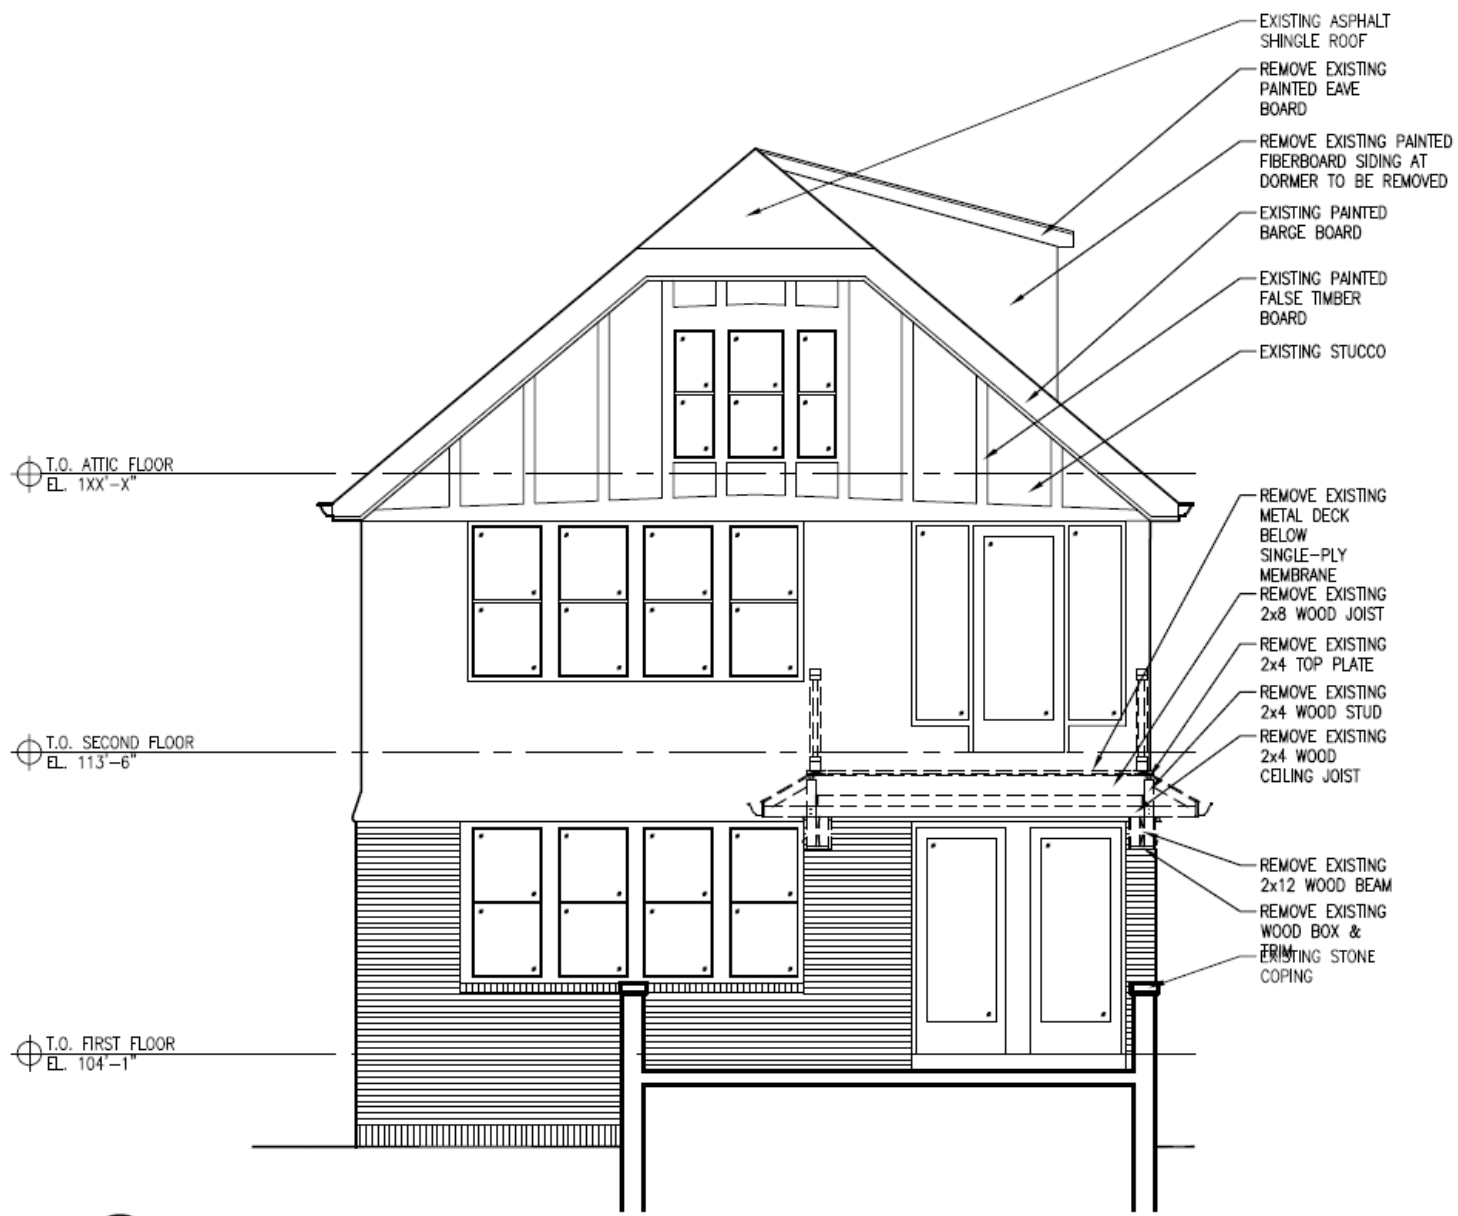 EXISTING ASPHALT
SHINGLE ROOF
REMOVE EXISTING
PAINTED EAVE
BOARD
REMOVE EXISTING PAINTED
FIBERBOARD SIDING AT
DORMER TO BE REMOVED
EXISTING PAINTED
BARGE BOARD
EXISTING PAINTED
FALSE TIMBER
BOARD
EXISTING STUCCO
T.O. ATTIC FLOOR
EL. 1XX'-X"
REMOVE EXISTING
METAL DECK
BELOW
SINGLE-PLY
MEMBRANE
REMOVE EXISTING
2x8 WOOD JOIST
REMOVE EXISTING
2x4 TOP PLATE
REMOVE EXISTING
2x4 WOOD STUD
REMOVE EXISTING
2x4 WOOD
CEILING JOIST
T.O. SECOND FLOOR
EL. 113'-6"
REMOVE EXISTING
2x12 WOOD BEAM
REMOVE EXISTING
WOOD BOX &
TRIM
EXISTING STONE
COPING
T.O. FIRST FLOOR
EL. 104'-1"